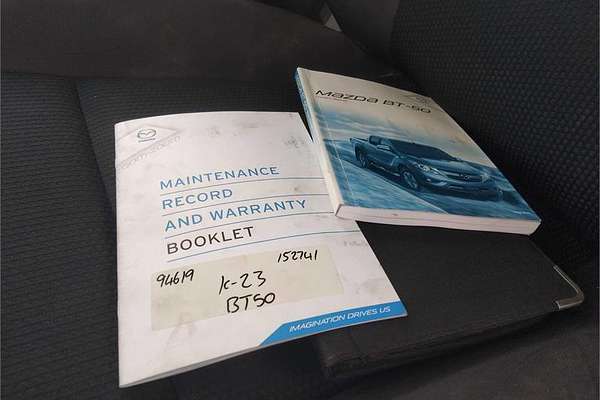 MAINTENANCE
RECORD
AND WARRANTY
BOOKLET
94619
152741
K-23
BT50
IMAGINATION DRIVES US
MAZDA BT-50